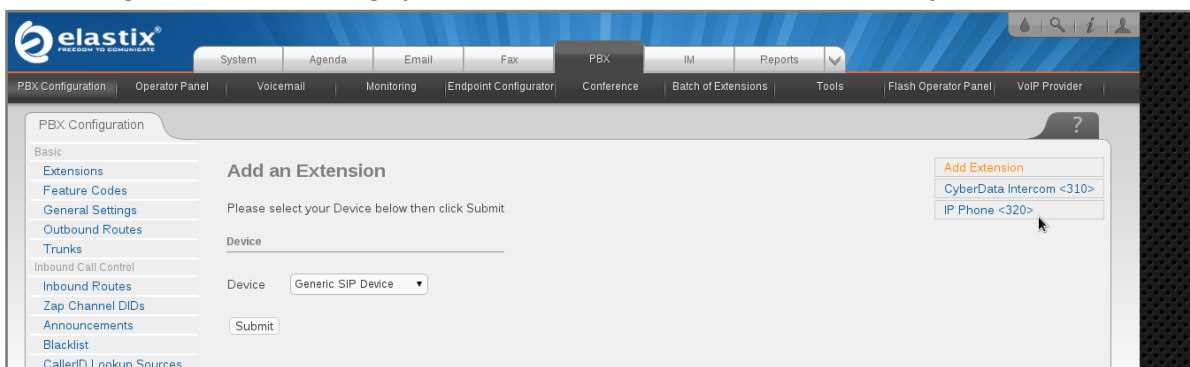 elastix®
FREEDOM TO COMMUNICATE
System Agenda Email Fax PBX IM Reports
PBX Configuration Operator Panel Voicemail Monitoring Endpoint Configurator Conference Batch of Extensions Tools Flash Operator Panel VoIP Provider
PBX Configuration
?
Basic
Extensions
Feature Codes
General Settings
Outbound Routes
Trunks
Inbound Call Control
Inbound Routes
Zap Channel DIDs
Announcements
Blacklist
CallerID Lookup Sources
Add an Extension
Please select your Device below then click Submit
Device
Device Generic SIP Device
Submit
Add Extension
CyberData Intercom <310>
IP Phone <320>